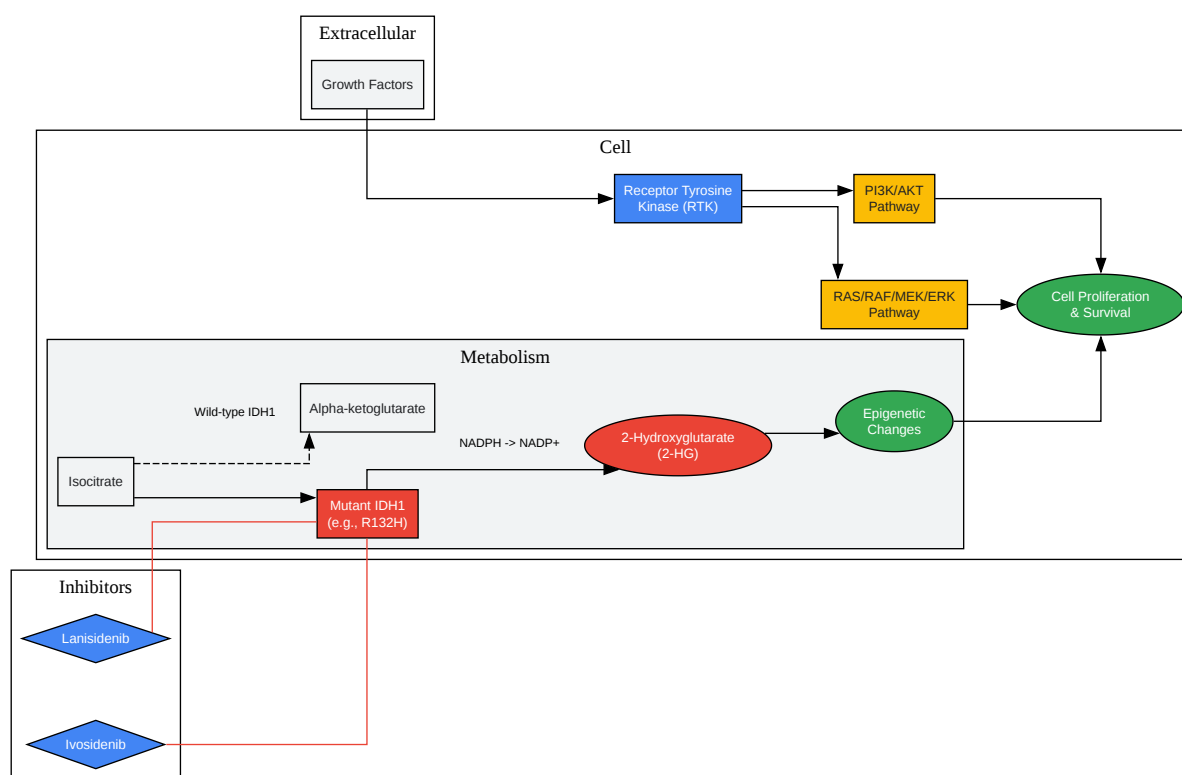 Extracellular
Growth Factors
Cell
Receptor Tyrosine
Kinase (RTK)
PI3K/AKT
Pathway
RAS/RAF/MEK/ERK
Pathway
Cell Proliferation
& Survival
Metabolism
Wild-type IDH1
Alpha-ketoglutarate
NADPH -> NADP+
2-Hydroxyglutarate
(2-HG)
Epigenetic
Changes
Isocitrate
Mutant IDH1
(e.g., R132H)
Inhibitors
Lanisidenib
Ivosidenib